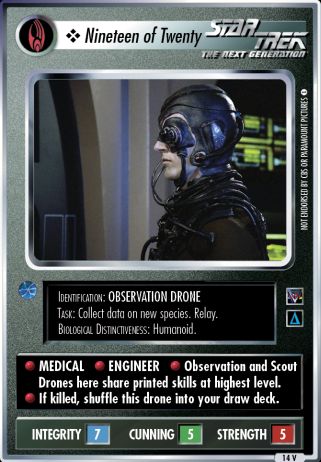 ❖ Nineteen of Twenty
STAR TREK
THE NEXT GENERATION
NOT ENDORSED BY CBS OR PARAMOUNT PICTURES
IDENTIFICATION: OBSERVATION DRONE
TASK: Collect data on new species. Relay.
BIOLOGICAL DISTINCTIVENESS: Humanoid.
• MEDICAL • ENGINEER • Observation and Scout
Drones here share printed skills at highest level.
• If killed, shuffle this drone into your draw deck.
INTEGRITY 7 CUNNING 5 STRENGTH 5
14 V